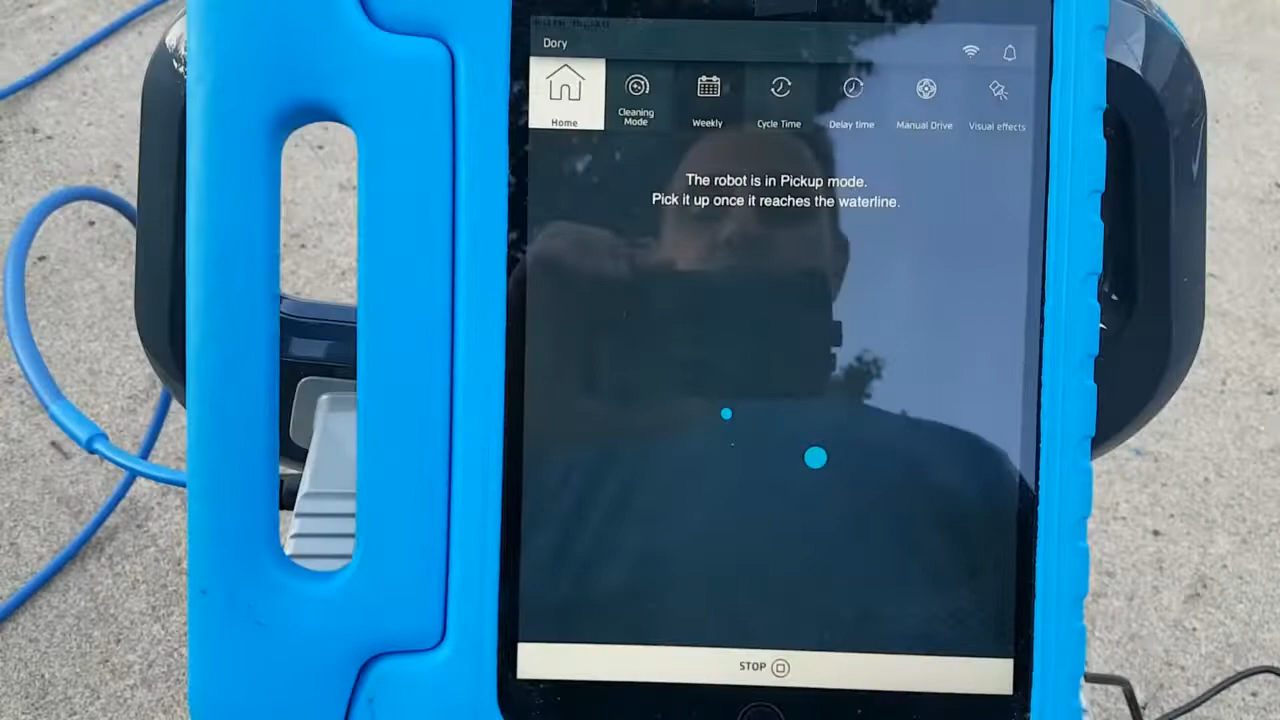 Dory
Home
Cleaning
Mode
Weekly
Cycle Time
Delay time
Manual Drive
Visual effects
The robot is in Pickup mode.
Pick it up once it reaches the waterline.
STOP